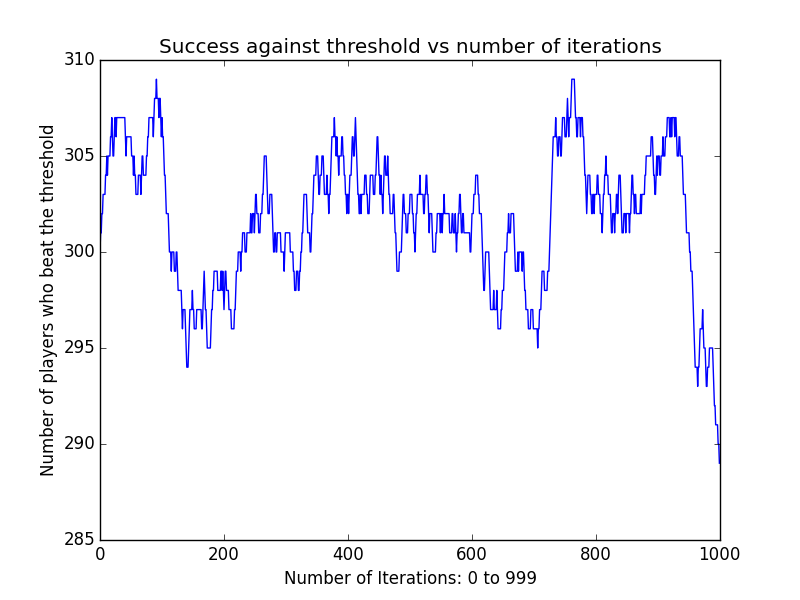 Success against threshold vs number of iterations
310
305
300
295
290
285
Number of players who beat the threshold
0 200 400 600 800 1000
Number of Iterations: 0 to 999